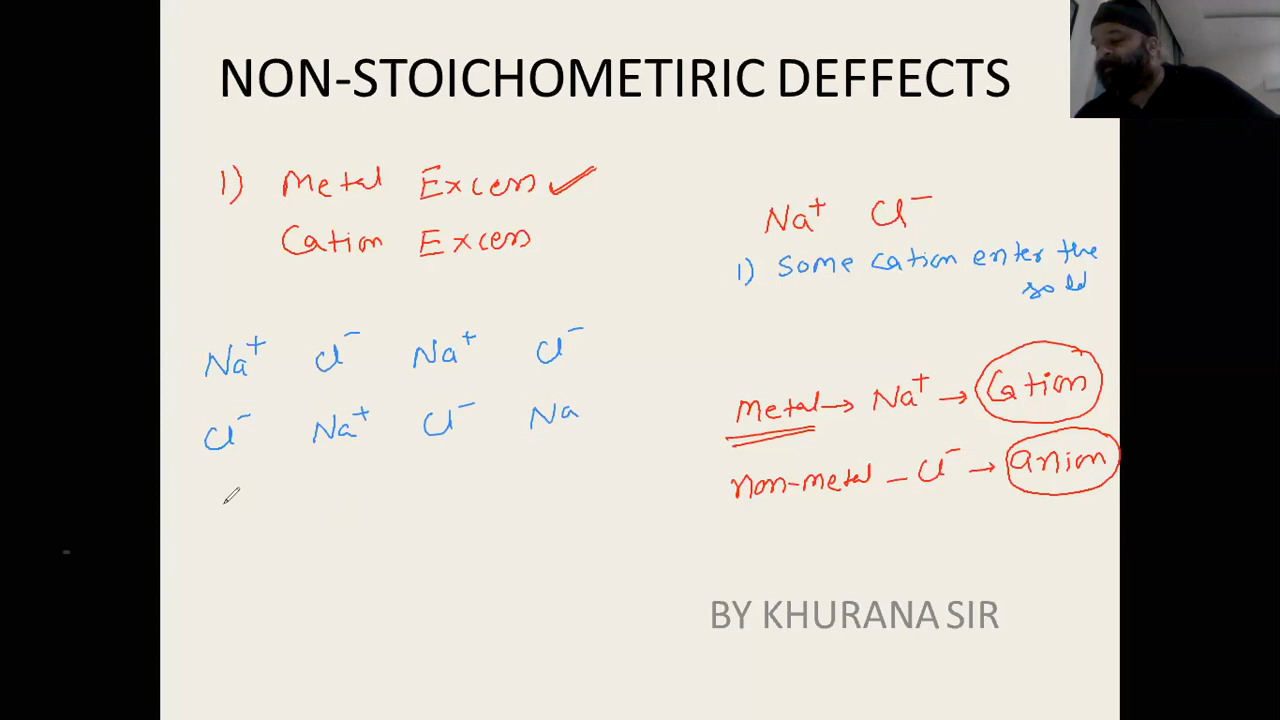 NON-STOICHOMETIRIC DEFFECTS
1) Metal Excess ✓
Cation Excess
Na⁺ Cl⁻
1) Some cation enter the
solid
Na⁺ Cl⁻ Na⁺ Cl⁻
Cl⁻ Na⁺ Cl⁻ Na
Metal → Na⁺ → Cation
non-metal – Cl⁻ → anion
BY KHURANA SIR